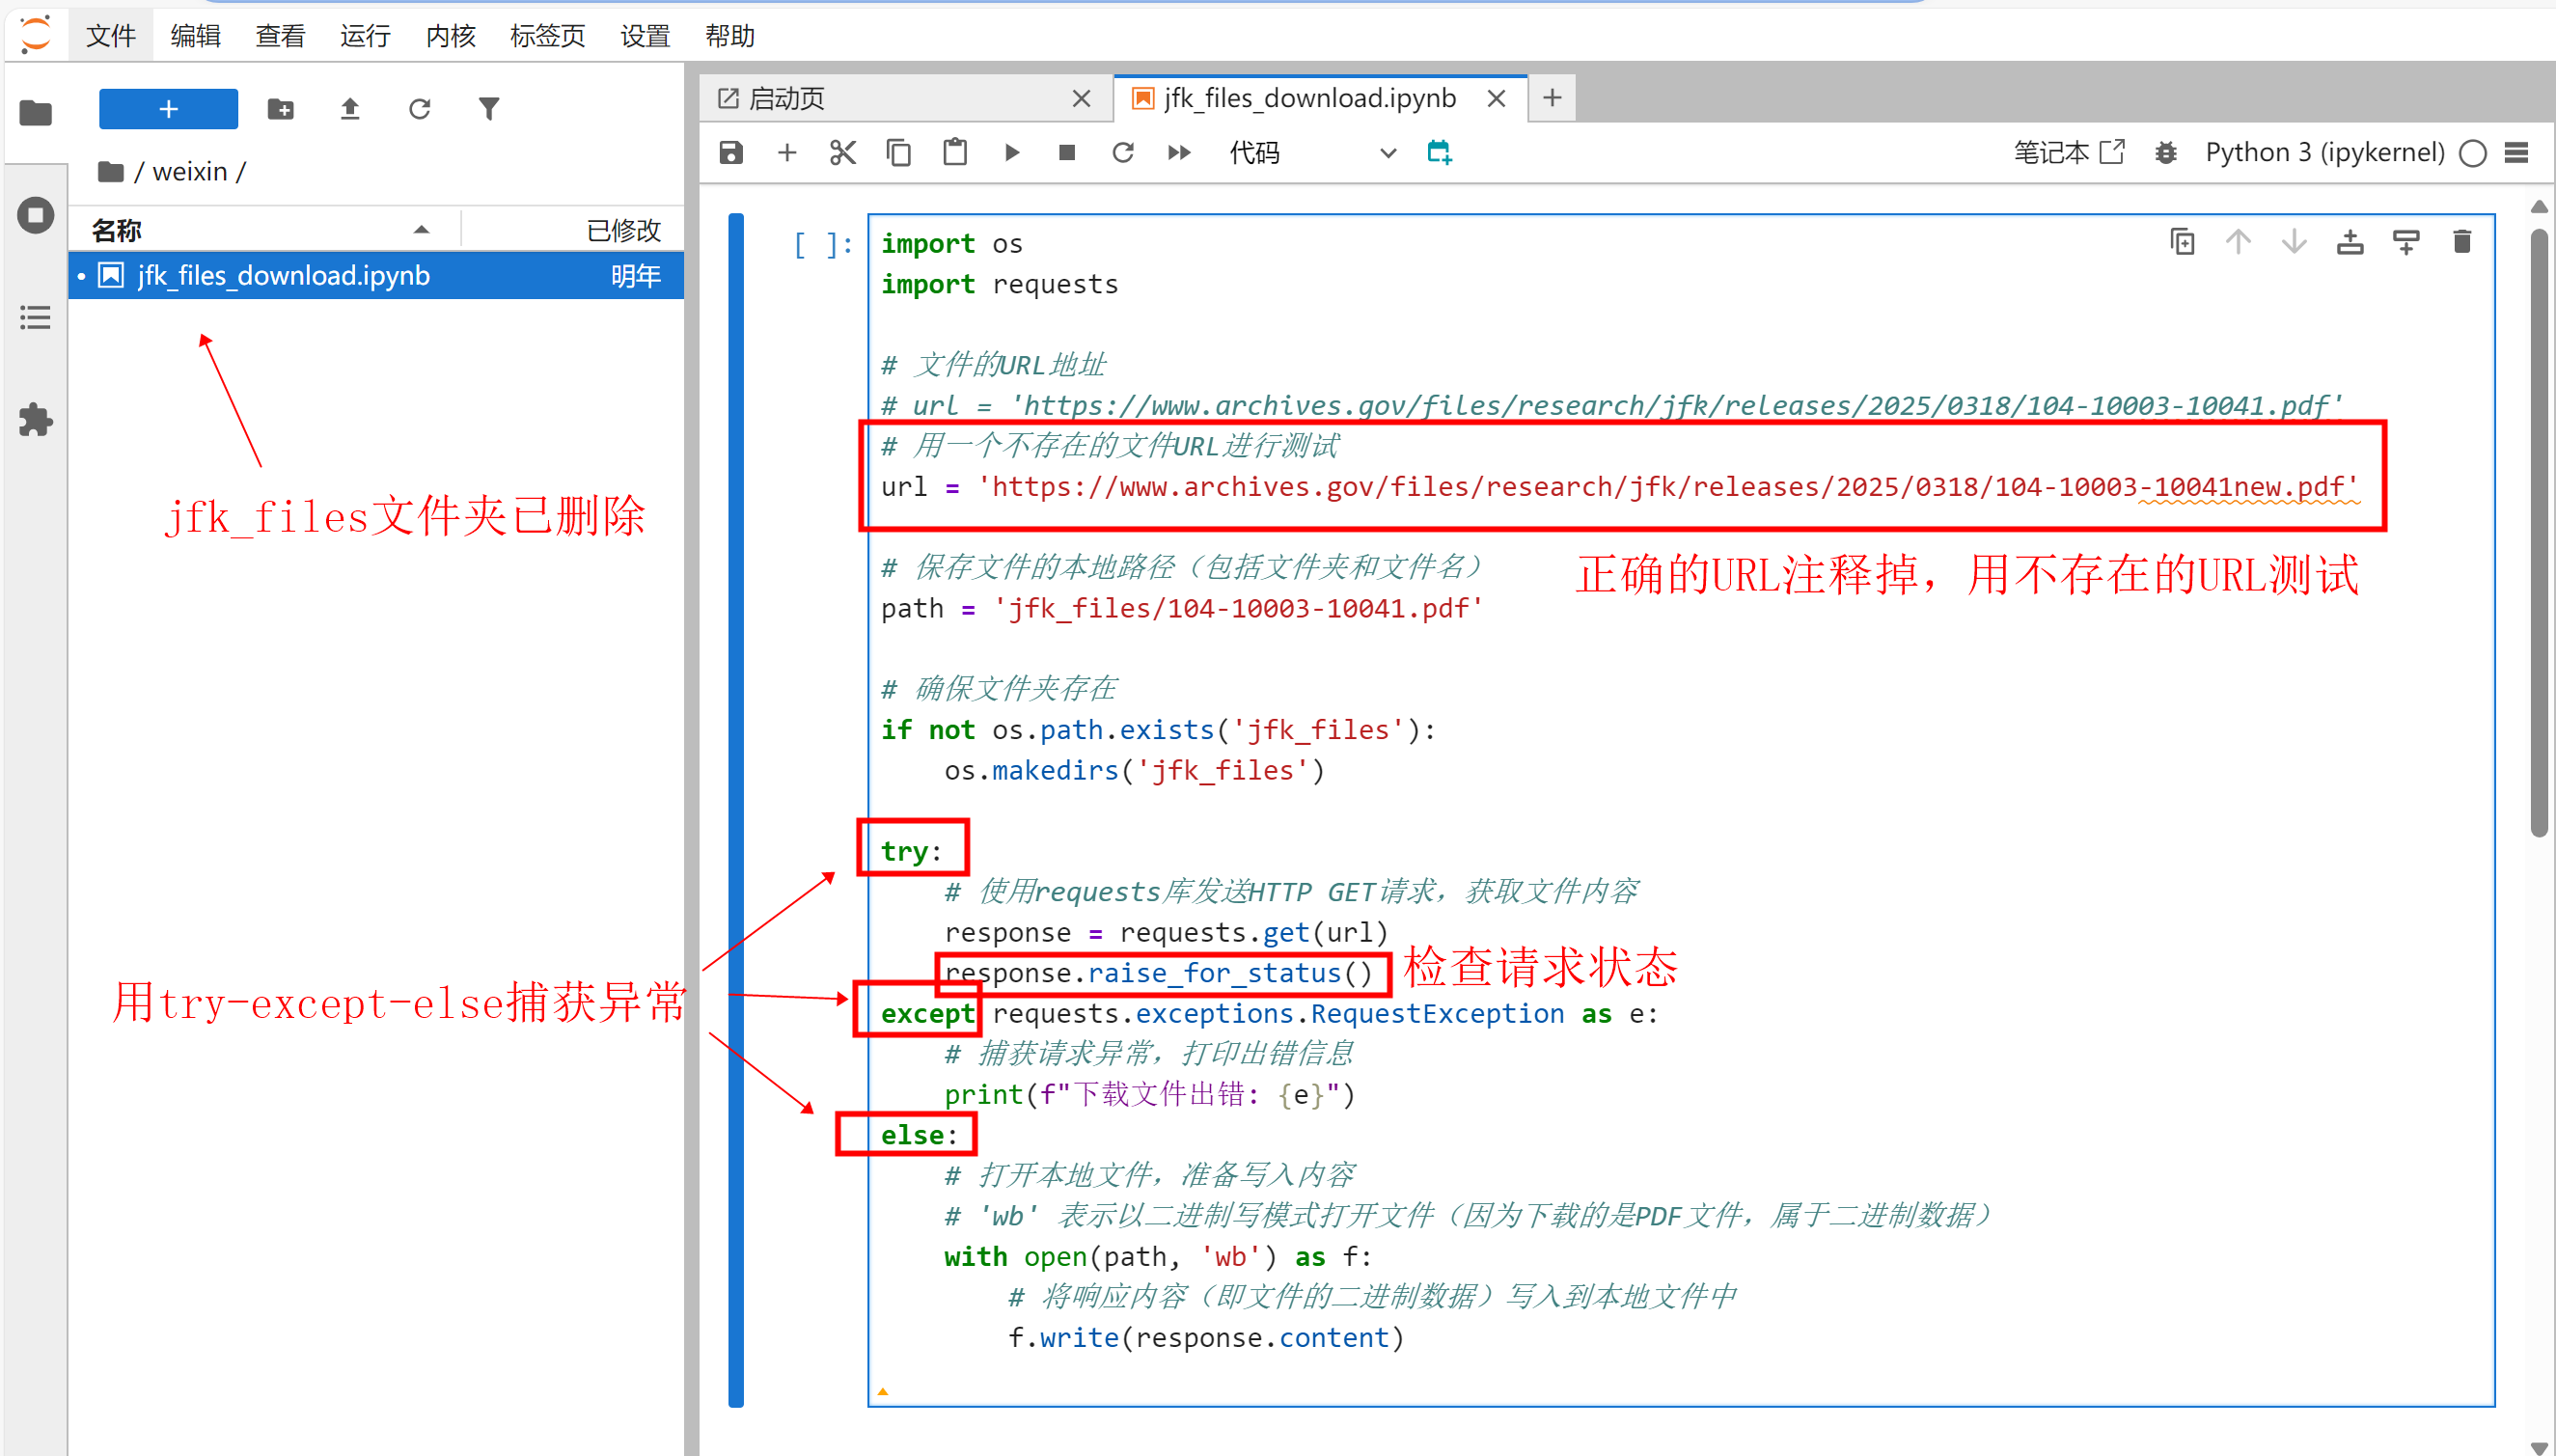 文件 编辑 查看 运行 内核 标签页 设置 帮助
+
/ weixin /
名称 已修改
jfk_files_download.ipynb 明年
jfk_files文件夹已删除
用try-except-else捕获异常
启动页 jfk_files_download.ipynb
代码 笔记本 Python 3 (ipykernel)
[ ]: import os
import requests
# 文件的URL地址
# url = 'https://www.archives.gov/files/research/jfk/releases/2025/0318/104-10003-10041.pdf'
# 用一个不存在的文件URL进行测试
url = 'https://www.archives.gov/files/research/jfk/releases/2025/0318/104-10003-10041new.pdf'
正确的URL注释掉，用不存在的URL测试
# 保存文件的本地路径（包括文件夹和文件名）
path = 'jfk_files/104-10003-10041.pdf'
# 确保文件夹存在
if not os.path.exists('jfk_files'):
    os.makedirs('jfk_files')
try:
    # 使用requests库发送HTTP GET请求，获取文件内容
    response = requests.get(url)
    response.raise_for_status() 检查请求状态
except requests.exceptions.RequestException as e:
    # 捕获请求异常，打印出错信息
    print(f"下载文件出错: {e}")
else:
    # 打开本地文件，准备写入内容
    # 'wb' 表示以二进制写模式打开文件（因为下载的是PDF文件，属于二进制数据）
    with open(path, 'wb') as f:
        # 将响应内容（即文件的二进制数据）写入到本地文件中
        f.write(response.content)